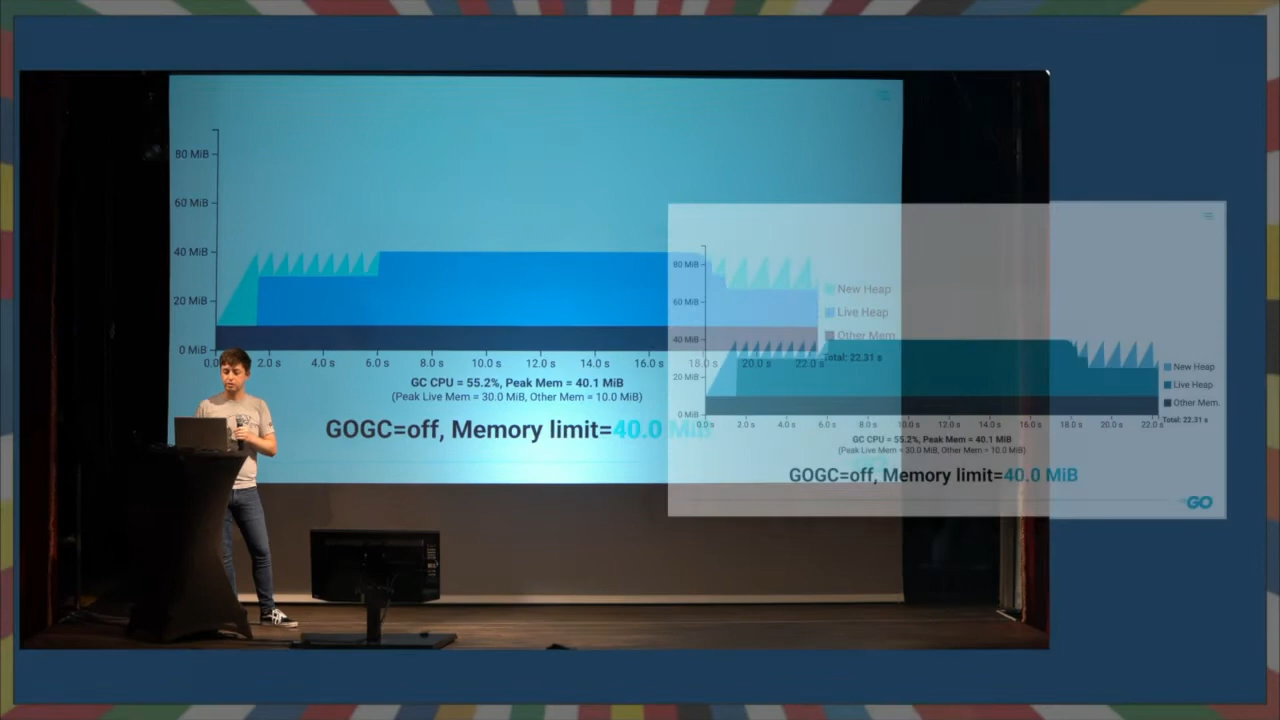 80 MiB
60 MiB
40 MiB
20 MiB
0 MiB
0.0 2.0 s 4.0 s 6.0 s 8.0 s 10.0 s 12.0 s 14.0 s 16.0 s 18.0 s 20.0 s 22.0 s
New Heap
Live Heap
Other Mem.
Total: 22.31 s
GC CPU = 55.2%, Peak Mem = 40.1 MiB
(Peak Live Mem = 30.0 MiB, Other Mem = 10.0 MiB)
GOGC=off, Memory limit=40.0 MiB
80 MiB
60 MiB
40 MiB
20 MiB
0 MiB
0.0 s 2.0 s 4.0 s 6.0 s 8.0 s 10.0 s 12.0 s 14.0 s 16.0 s 18.0 s 20.0 s 22.0 s
New Heap
Live Heap
Other Mem.
Total: 22.31 s
GC CPU = 55.2%, Peak Mem = 40.1 MiB
(Peak Live Mem = 30.0 MiB, Other Mem = 10.0 MiB)
GOGC=off, Memory limit=40.0 MiB
GO